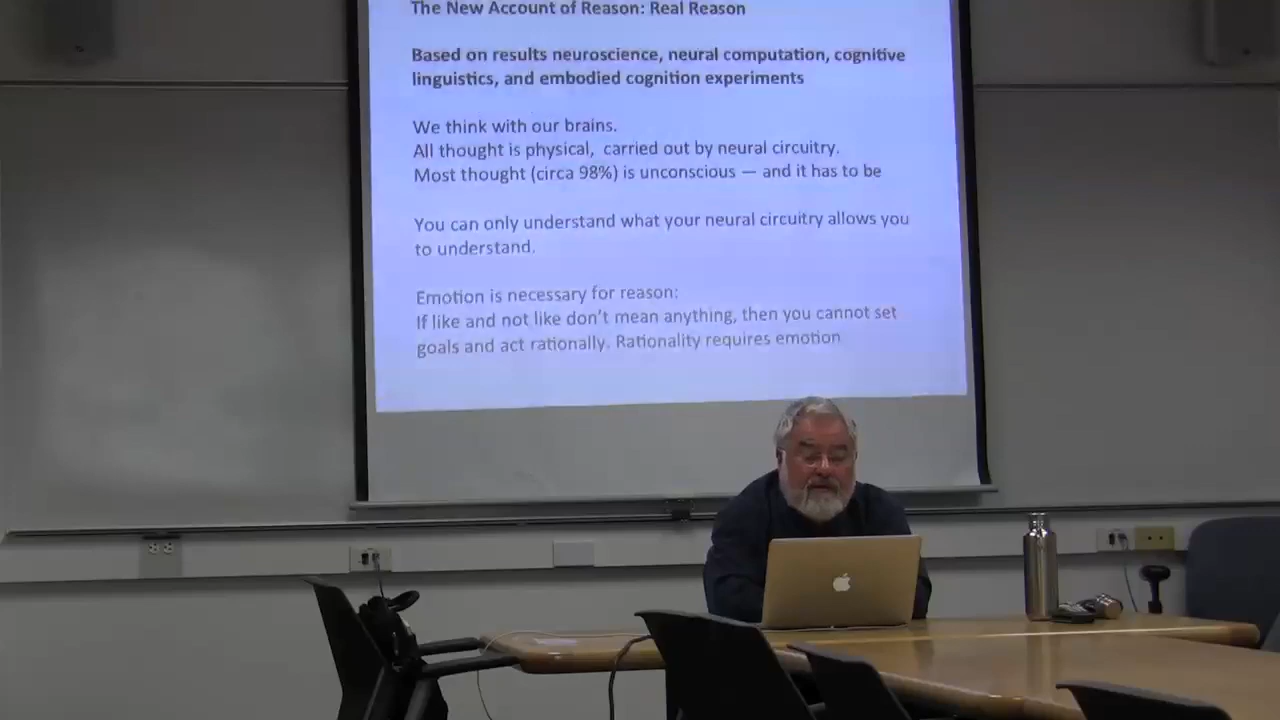 The New Account of Reason: Real Reason
Based on results neuroscience, neural computation, cognitive
linguistics, and embodied cognition experiments
We think with our brains.
All thought is physical, carried out by neural circuitry.
Most thought (circa 98%) is unconscious — and it has to be
You can only understand what your neural circuitry allows you
to understand.
Emotion is necessary for reason:
If like and not like don't mean anything, then you cannot set
goals and act rationally. Rationality requires emotion